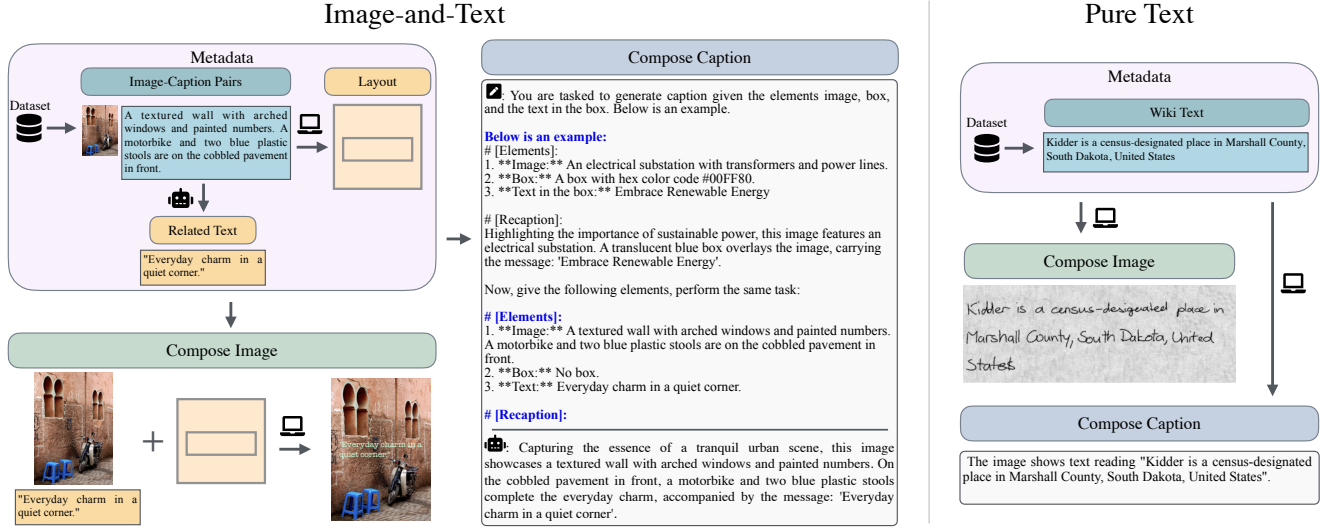 Image-and-Text
Pure Text
Metadata
Image-Caption Pairs
Layout
Dataset
A textured wall with arched
windows and painted numbers. A
motorbike and two blue plastic
stools are on the cobbled pavement
in front.
Related Text
"Everyday charm in a
quiet corner."
Compose Image
"Everyday charm in a
quiet corner."
"Everyday charm in a
quiet corner."
Compose Caption
: You are tasked to generate caption given the elements image, box,
and the text in the box. Below is an example.
Below is an example:
# [Elements]:
1. **Image:** An electrical substation with transformers and power lines.
2. **Box:** A box with hex color code #00FF80.
3. **Text in the box:** Embrace Renewable Energy
# [Recaption]:
Highlighting the importance of sustainable power, this image features an
electrical substation. A translucent blue box overlays the image, carrying
the message: 'Embrace Renewable Energy'.
Now, give the following elements, perform the same task:
# [Elements]:
1. **Image:** A textured wall with arched windows and painted numbers.
A motorbike and two blue plastic stools are on the cobbled pavement in
front.
2. **Box:** No box.
3. **Text:** Everyday charm in a quiet corner.
# [Recaption]:
: Capturing the essence of a tranquil urban scene, this image
showcases a textured wall with arched windows and painted numbers. On
the cobbled pavement in front, a motorbike and two blue plastic stools
complete the everyday charm, accompanied by the message: 'Everyday
charm in a quiet corner'.
Metadata
Wiki Text
Dataset
Kidder is a census-designated place in Marshall County,
South Dakota, United States
Compose Image
Kidder is a census-designated place in
Marshall County, South Dakota, United
States
Compose Caption
The image shows text reading "Kidder is a census-designated
place in Marshall County, South Dakota, United States".